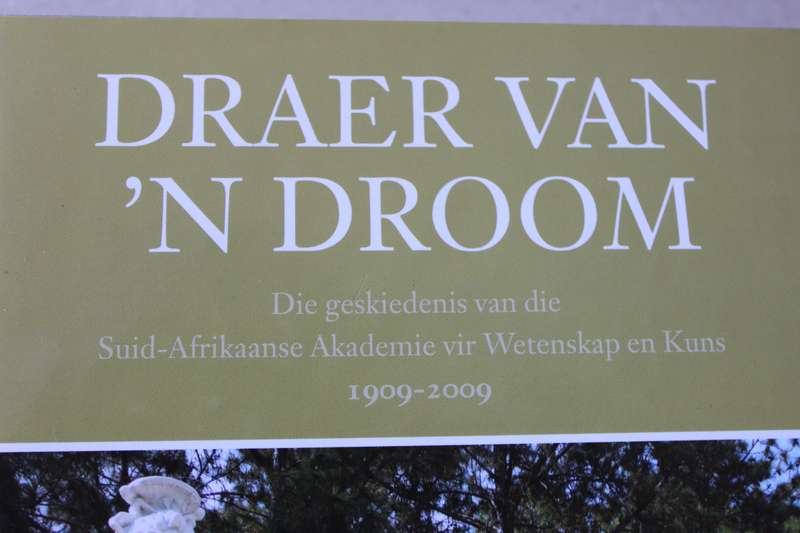 DRAER VAN
’N DROOM
Die geskiedenis van die
Suid-Afrikaanse Akademie vir Wetenskap en Kuns
1909-2009